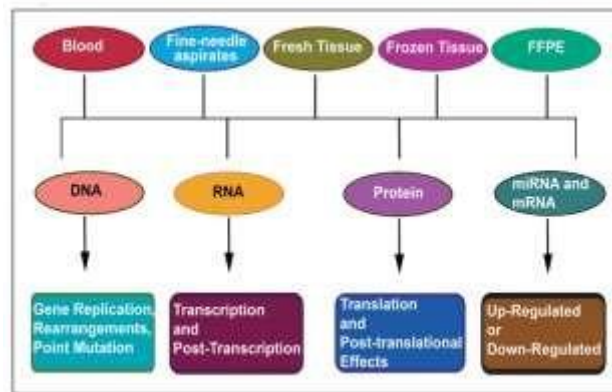 Blood
Fine-needle
aspirates
Fresh Tissue
Frozen Tissue
FFPE
DNA
RNA
Protein
miRNA and
mRNA
Gene Replication,
Rearrangements,
Point Mutation
Transcription
and
Post-Transcription
Translation
and
Post-translational
Effects
Up-Regulated
or
Down-Regulated